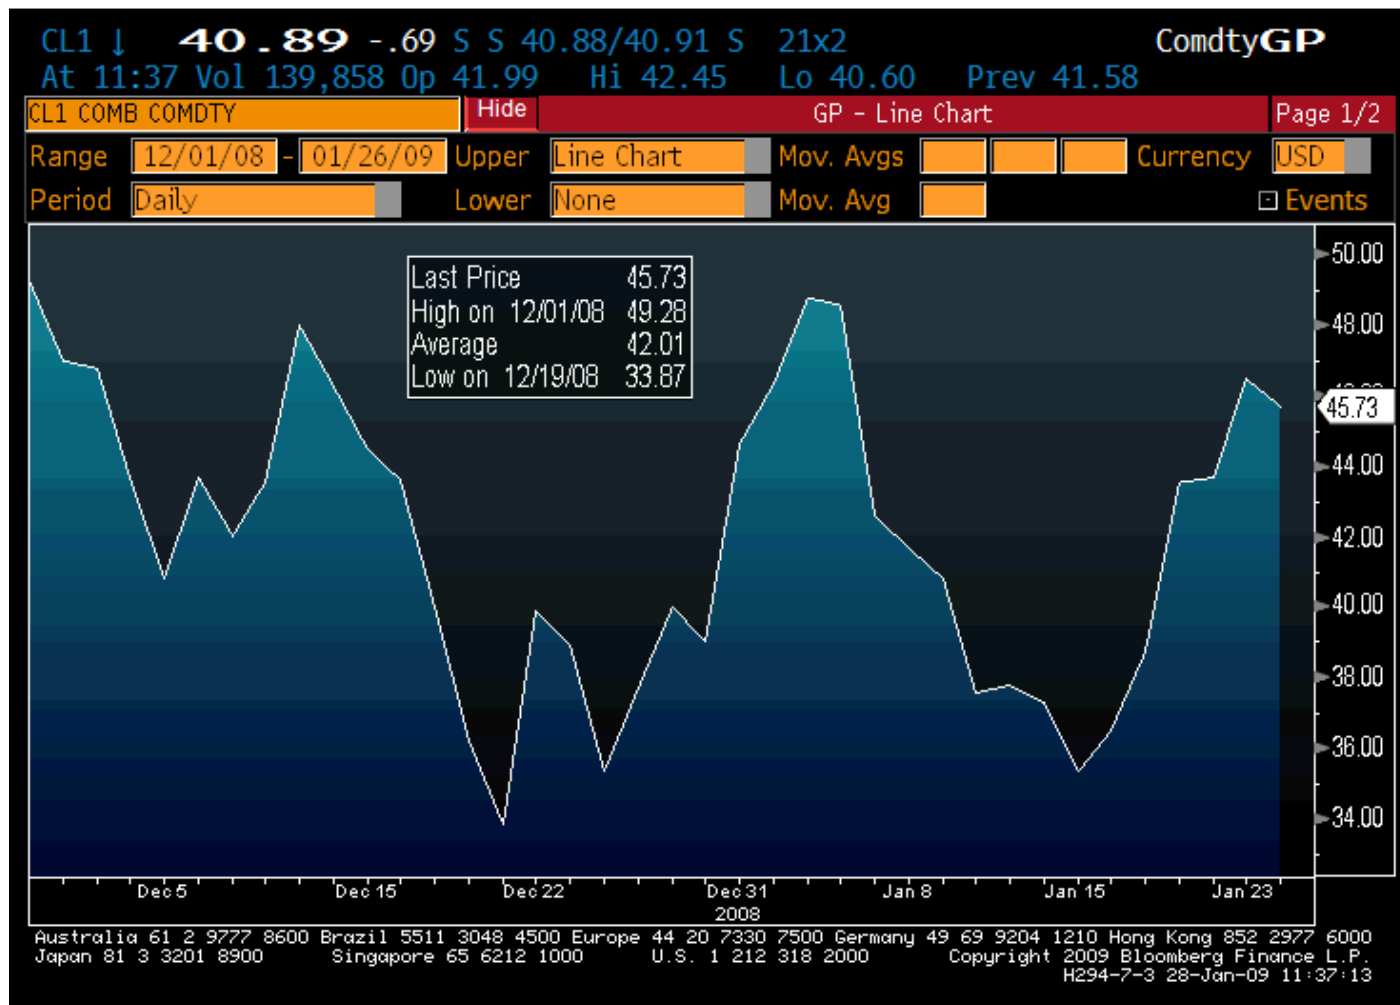 CL1 ↓ 40.89 -.69 S S 40.88/40.91 S 21x2 ComdtyGP
At 11:37 Vol 139,858 Op 41.99 Hi 42.45 Lo 40.60 Prev 41.58
CL1 COMB COMDTY Hide GP - Line Chart Page 1/2
Range 12/01/08 - 01/26/09 Upper Line Chart Mov. Avgs Currency USD
Period Daily Lower None Mov. Avg Events
Last Price 45.73
High on 12/01/08 49.28
Average 42.01
Low on 12/19/08 33.87
50.00
48.00
45.73
44.00
42.00
40.00
38.00
36.00
34.00
Dec 5 Dec 15 Dec 22 Dec 31 Jan 8 Jan 15 Jan 23
2008
Australia 61 2 9777 8600 Brazil 5511 3048 4500 Europe 44 20 7330 7500 Germany 49 69 9204 1210 Hong Kong 852 2977 6000
Japan 81 3 3201 8900 Singapore 65 6212 1000 U.S. 1 212 318 2000 Copyright 2009 Bloomberg Finance L.P.
H294-7-3 28-Jan-09 11:37:13